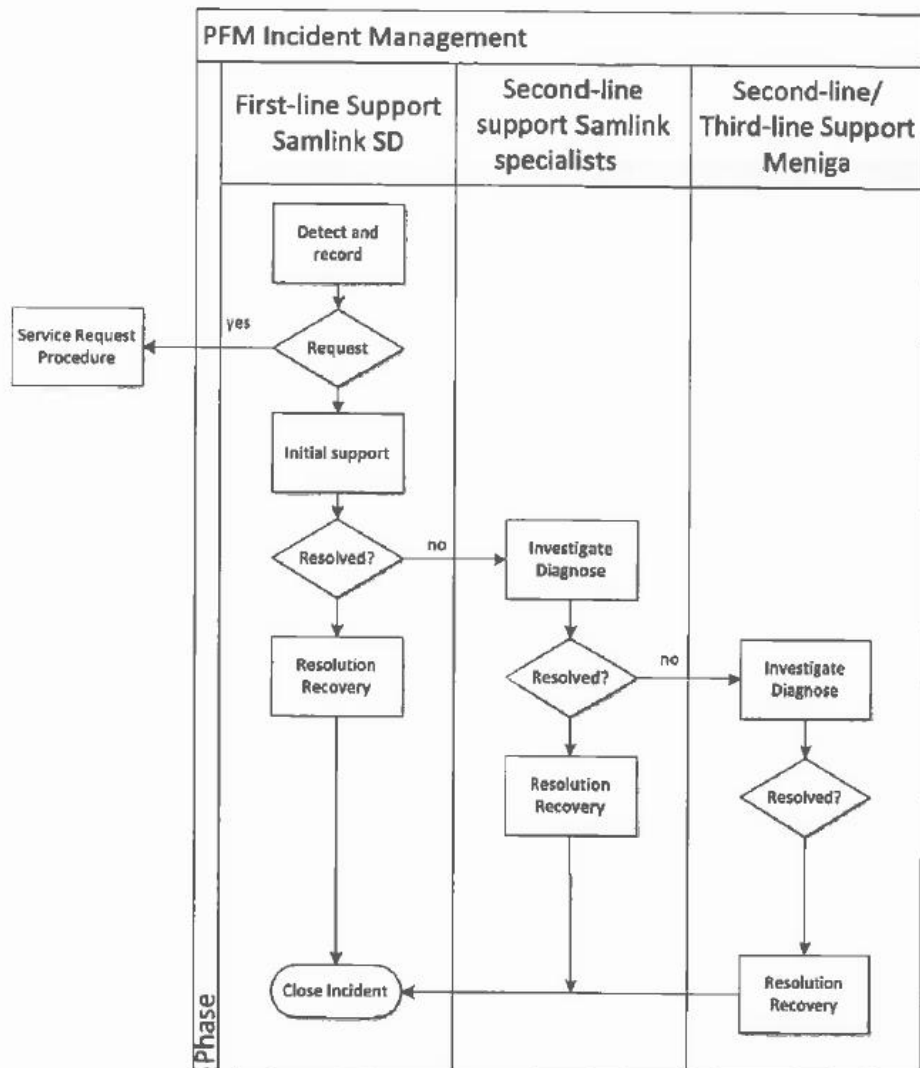 PFM Incident Management
First-line Support
Samlink SD
Second-line
support Samlink
specialists
Second-line/
Third-line Support
Meniga
Detect and
record
yes
Service Request
Procedure
Request
Initial support
Resolved?
no
Investigate
Diagnose
Resolution
Recovery
Resolved?
no
Investigate
Diagnose
Resolution
Recovery
Resolved?
Close Incident
Resolution
Recovery
Phase